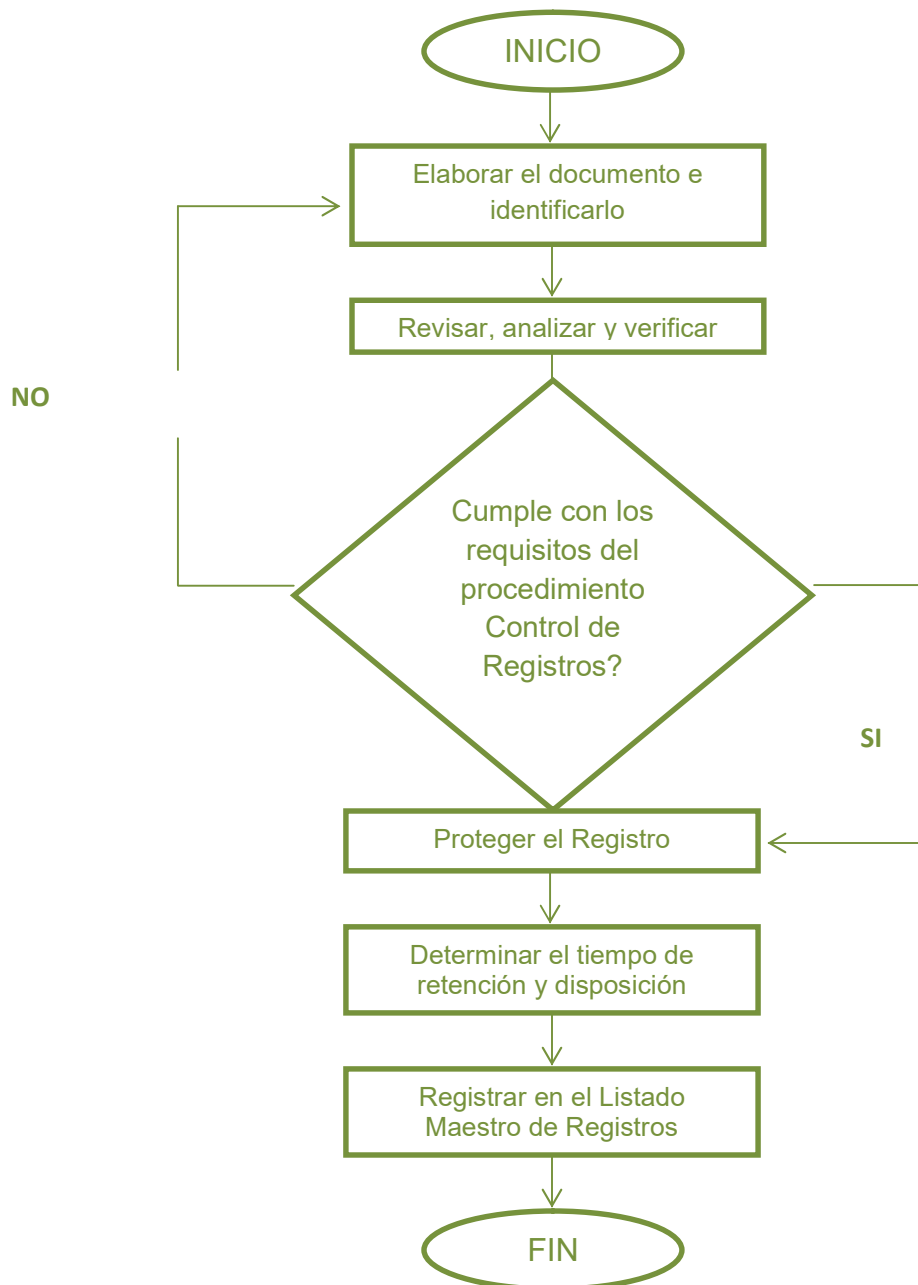 INICIO
Elaborar el documento e
identificarlo
Revisar, analizar y verificar
NO
Cumple con los
requisitos del
procedimiento
Control de
Registros?
SI
Proteger el Registro
Determinar el tiempo de
retención y disposición
Registrar en el Listado
Maestro de Registros
FIN